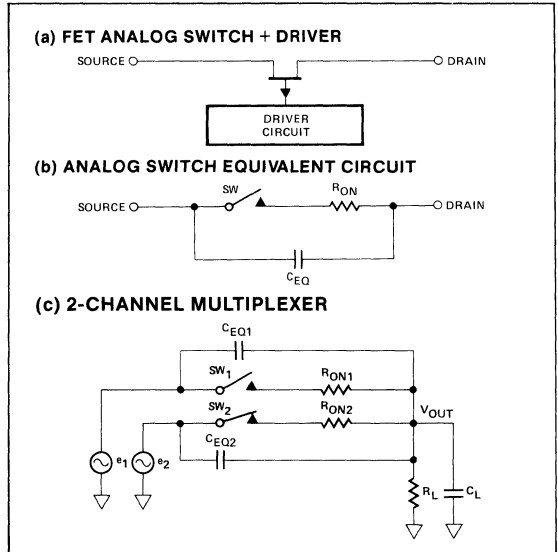 (a) FET ANALOG SWITCH + DRIVER
SOURCE
DRAIN
DRIVER
CIRCUIT
(b) ANALOG SWITCH EQUIVALENT CIRCUIT
SW
RON
SOURCE
DRAIN
CEQ
(c) 2-CHANNEL MULTIPLEXER
CEQ1
SW1
RON1
SW2
RON2
VOUT
CEQ2
e1
e2
RL
CL